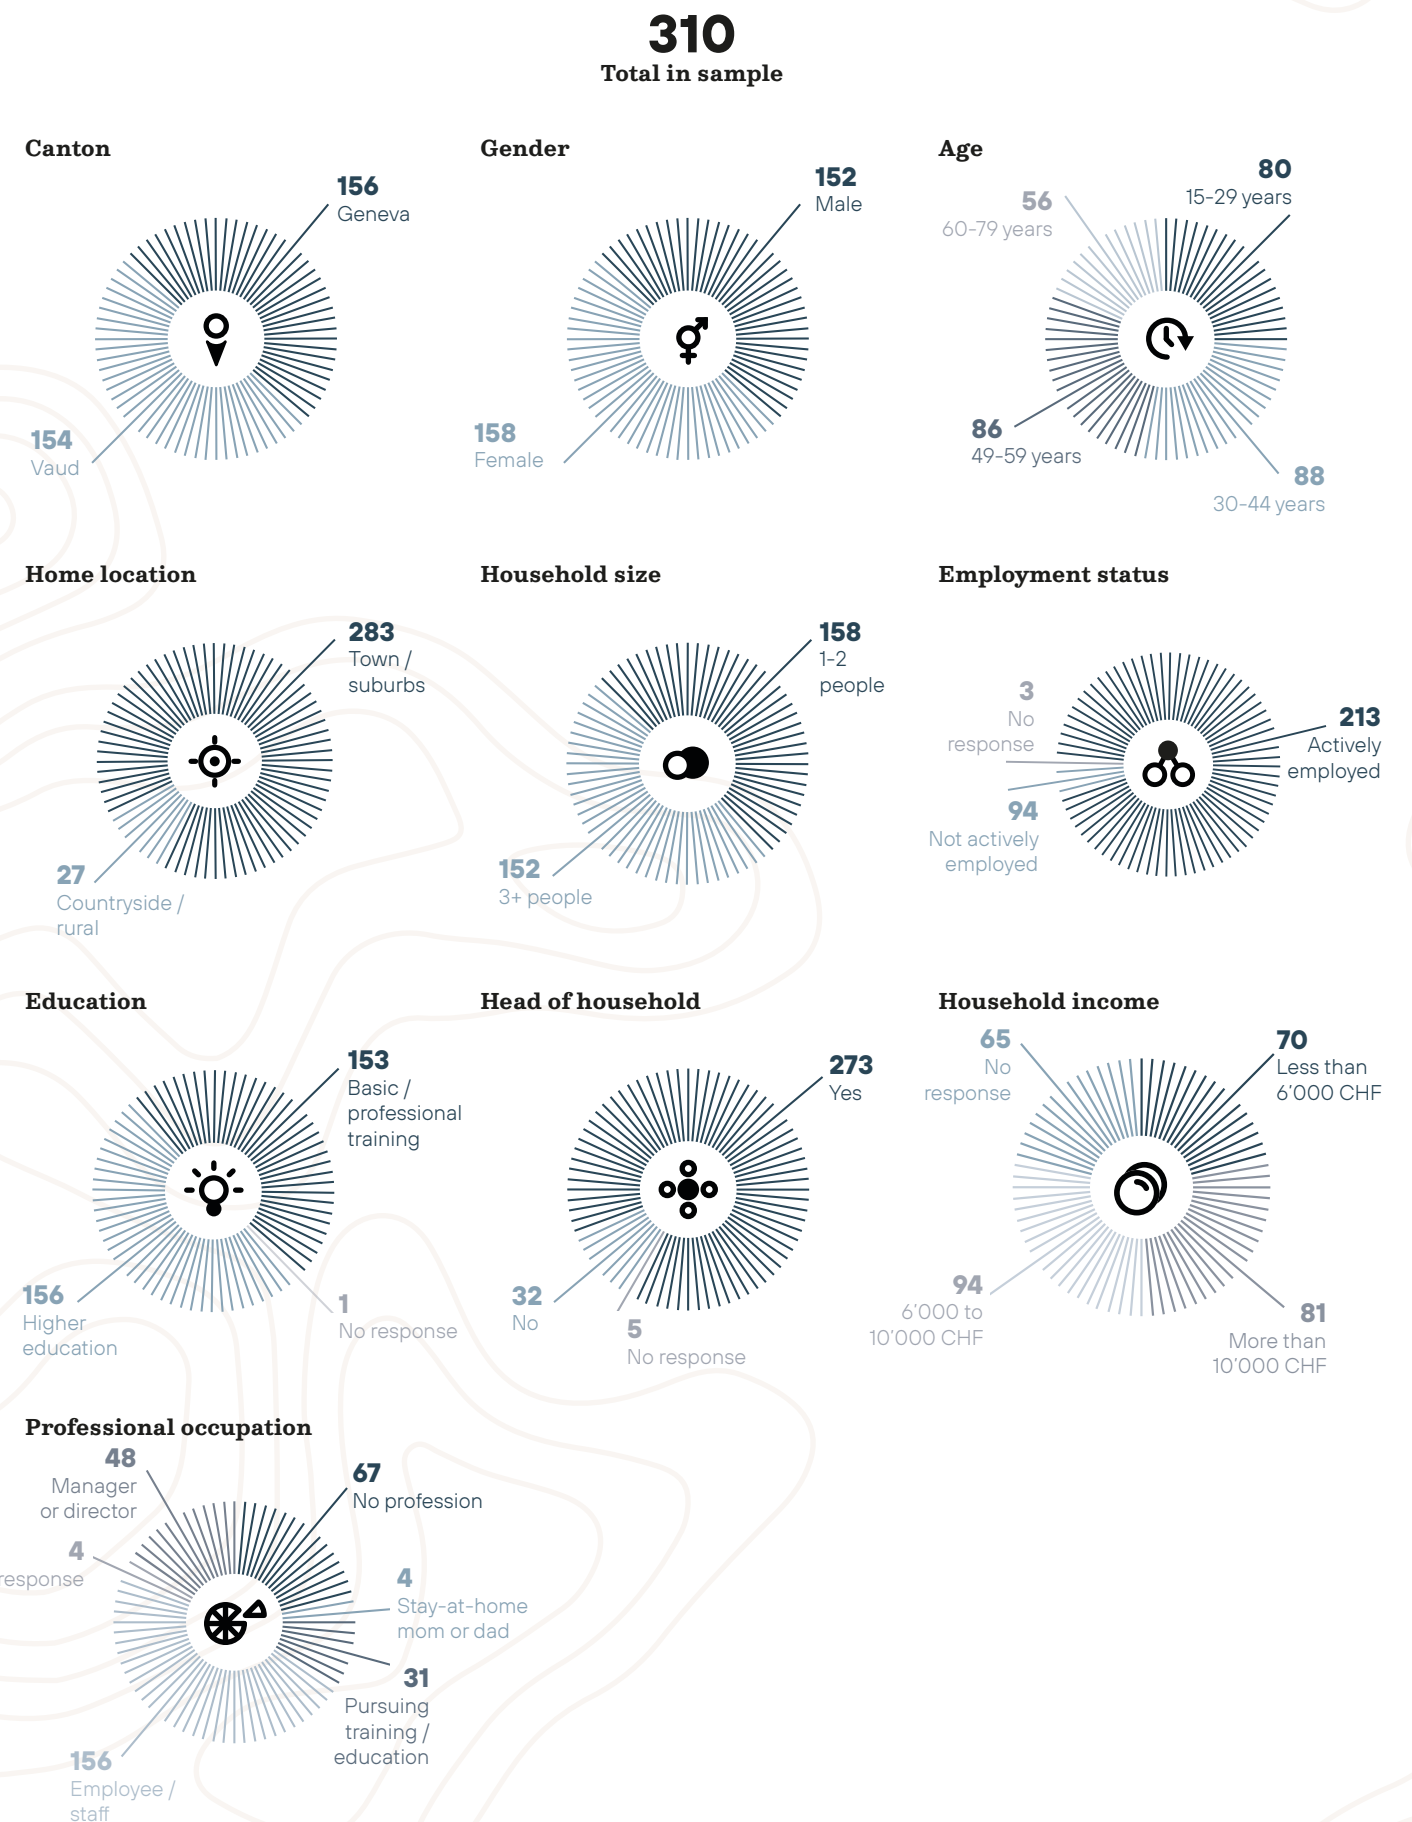 310
Total in sample
Canton
156
Geneva
154
Vaud
Gender
152
Male
158
Female
Age
80
15-29 years
56
60-79 years
86
49-59 years
88
30-44 years
Home location
283
Town /
suburbs
27
Countryside /
rural
Household size
158
1-2
people
152
3+ people
Employment status
3
No
response
213
Actively
employed
94
Not actively
employed
Education
153
Basic /
professional
training
156
Higher
education
1
No response
Head of household
273
Yes
32
No
5
No response
Household income
65
No
response
70
Less than
6’000 CHF
94
6’000 to
10’000 CHF
81
More than
10’000 CHF
Professional occupation
48
Manager
or director
67
No profession
4
response
4
Stay-at-home
mom or dad
31
Pursuing
training /
education
156
Employee /
staff